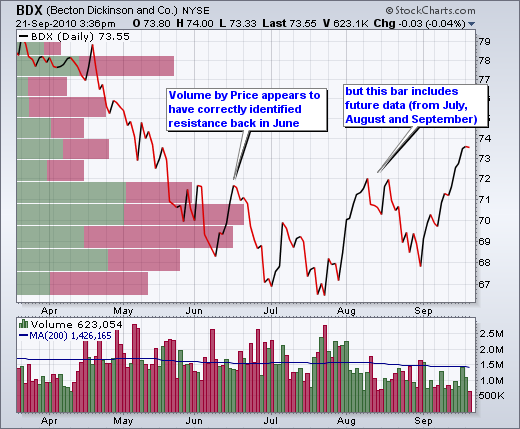 BDX (Becton Dickinson and Co.) NYSE
© StockCharts.com
21-Sep-2010 3:36pm
O 73.80 H 74.00 L 73.33 Last 73.55 V 623.1K Chg -0.03 (-0.04%)
BDX (Daily) 73.55
Volume by Price appears to
have correctly identified
resistance back in June
but this bar includes
future data (from July,
August and September)
79
78
77
76
75
74
73
72
71
70
69
68
67
Apr May Jun Jul Aug Sep
Volume 623,054
MA(200) 1,426,165
2.5M
2.0M
1.5M
1.0M
500K
Apr May Jun Jul Aug Sep